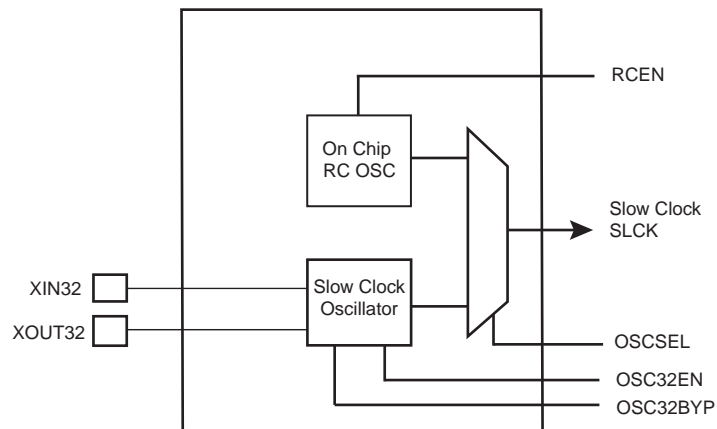 RCEN
On Chip
RC OSC
Slow Clock
SLCK
XIN32
Slow Clock
Oscillator
XOUT32
OSCSEL
OSC32EN
OSC32BYP